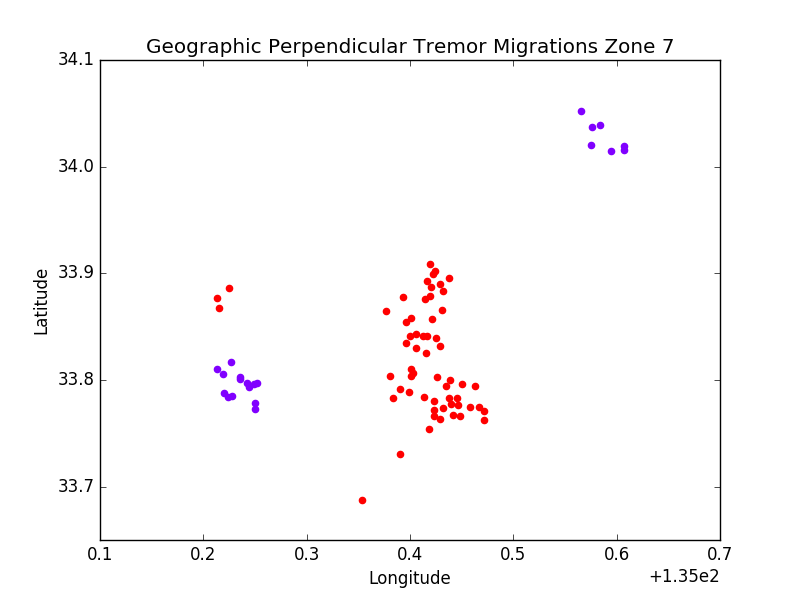 Geographic Perpendicular Tremor Migrations Zone 7
34.1
34.0
33.9
33.8
33.7
Latitude
0.1 0.2 0.3 0.4 0.5 0.6 0.7
Longitude
+1.35e2